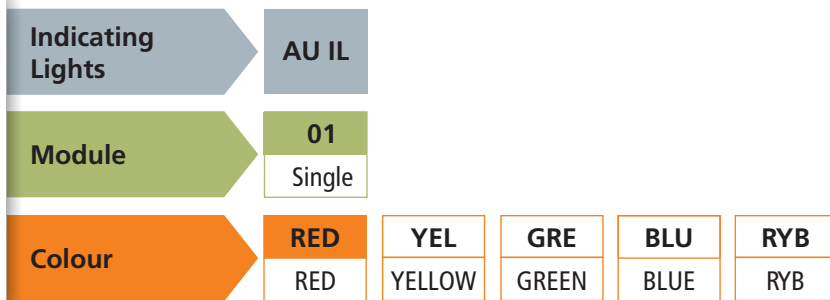 Indicating
Lights
AU IL
Module
01
Single
Colour
RED YEL GRE BLU RYB
RED YELLOW GREEN BLUE RYB